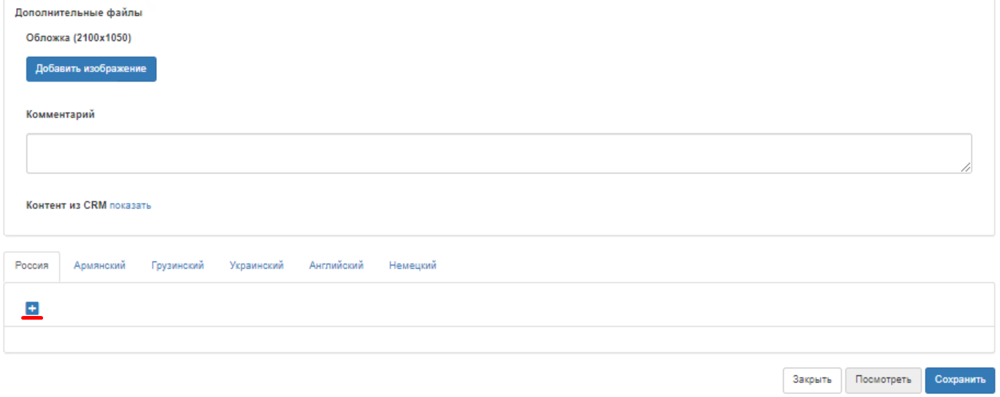 Дополнительные файлы
Обложка (2100x1050)
Добавить изображение
Комментарий
Контент из CRM показать
Россия Армянский Грузинский Украинский Английский Немецкий
Закрыть Посмотреть Сохранить